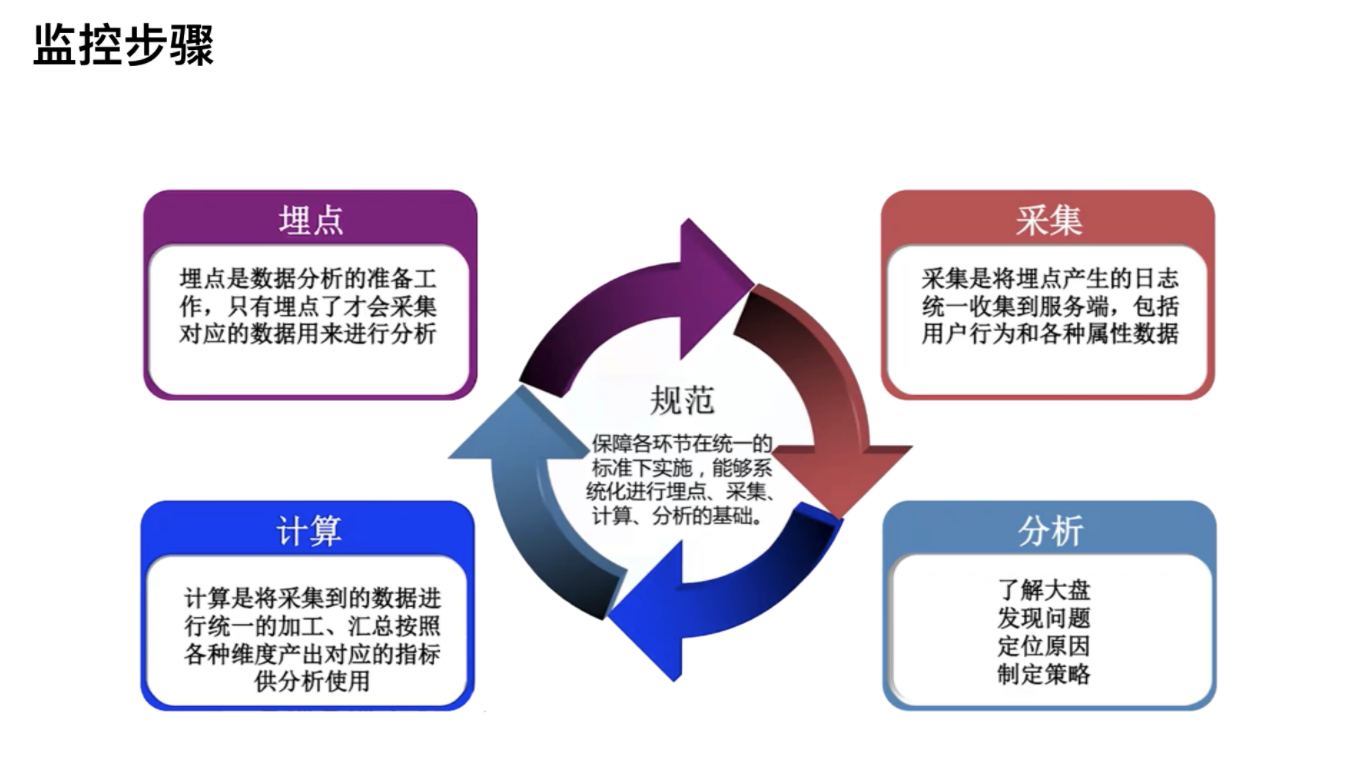 监控步骤
埋点
埋点是数据分析的准备工
作，只有埋点了才会采集
对应的数据用来进行分析
采集
采集是将埋点产生的日志
统一收集到服务端，包括
用户行为和各种属性数据
规范
保障各环节在统一的
标准下实施，能够系
统化进行埋点、采集、
计算、分析的基础。
计算
计算是将采集到的数据进
行统一的加工、汇总按照
各种维度产出对应的指标
供分析使用
分析
了解大盘
发现问题
定位原因
制定策略